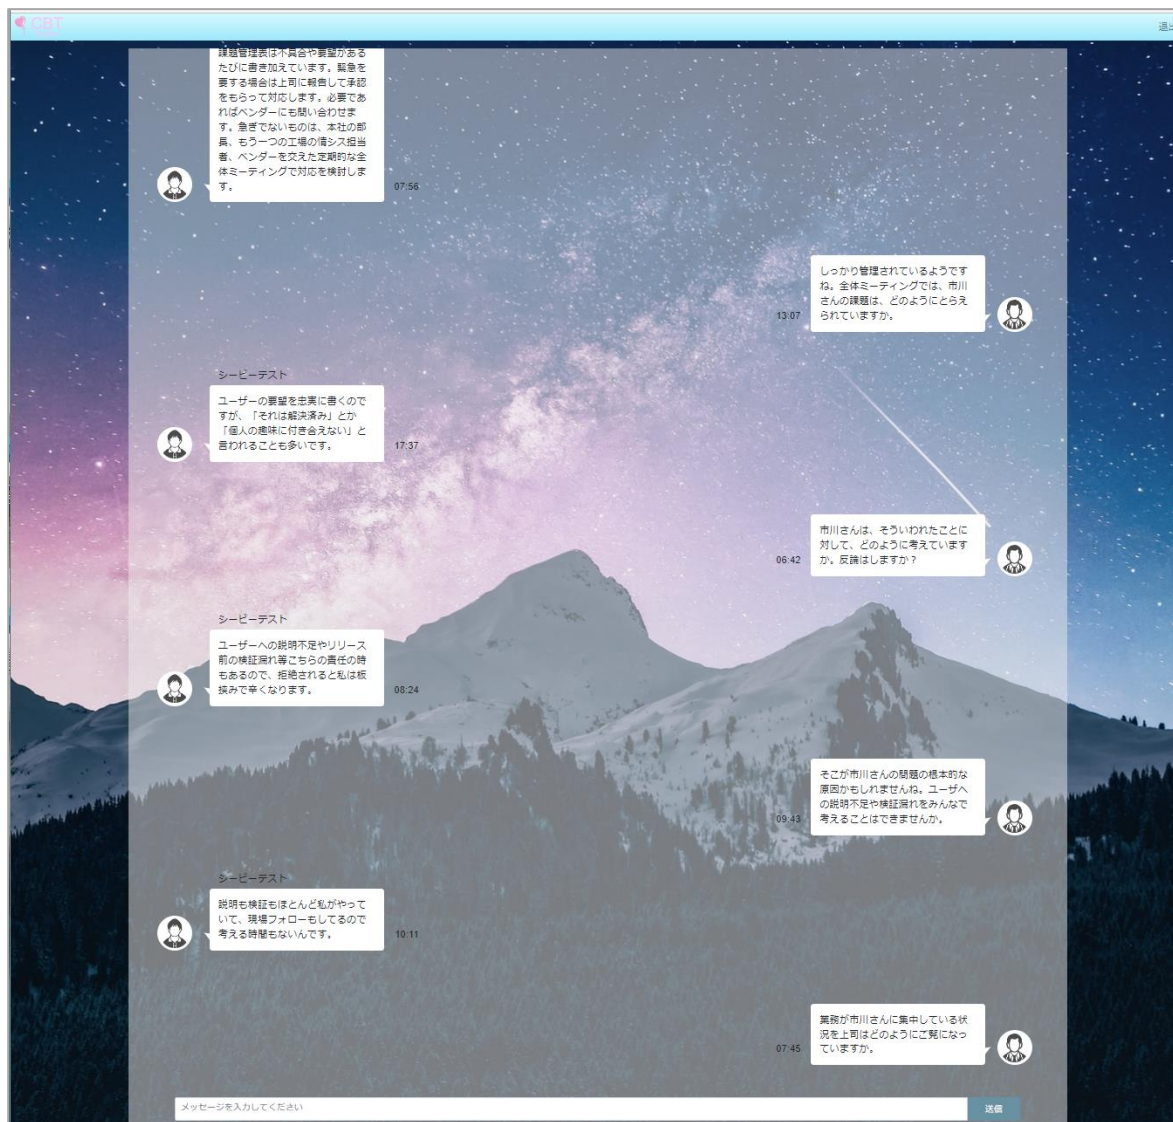 CBT
退出
課題管理表は不具合や要望がある
たびに書き加えています。緊急を
要する場合は上司に報告して承認
をもらって対応します。必要であ
ればベンダーにも問い合わせま
す。急ぎでないものは、本社の部
長、もう一つの工場の情シス担当
者、ベンダーを交えた定期的な全
体ミーティングで対応を検討しま
す。
07:56
しっかり管理されているようです
ね。全体ミーティングでは、市川
さんの課題は、どのようにとらえ
られていますか。
13:07
シービーテスト
ユーザーの要望を忠実に書くので
すが、「それは解決済み」とか
「個人の趣味に付き合えない」と
言われることも多いです。
17:37
市川さんは、そういわれたことに
対して、どのように考えています
か。反論はしますか？
06:42
シービーテスト
ユーザーへの説明不足やリリース
前の検証漏れ等こちらの責任の時
もあるので、拒絶されると私は板
挟みで辛くなります。
08:24
そこが市川さんの問題の根本的な
原因かもしれませんね。ユーザへ
の説明不足や検証漏れをみんなで
考えることはできませんか。
09:43
シービーテスト
説明も検証もほとんど私がやって
いて、現場フォローもしてるので
考える時間もないんです。
10:11
業務が市川さんに集中している状
況を上司はどのようにご覧になっ
ていますか。
07:45
メッセージを入力してください
送信